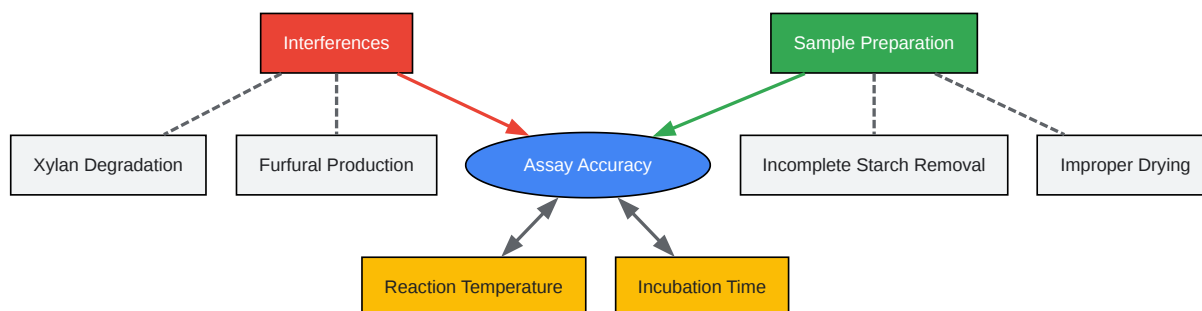 Interferences
Sample Preparation
Xylan Degradation
Furfural Production
Assay Accuracy
Incomplete Starch Removal
Improper Drying
Reaction Temperature
Incubation Time